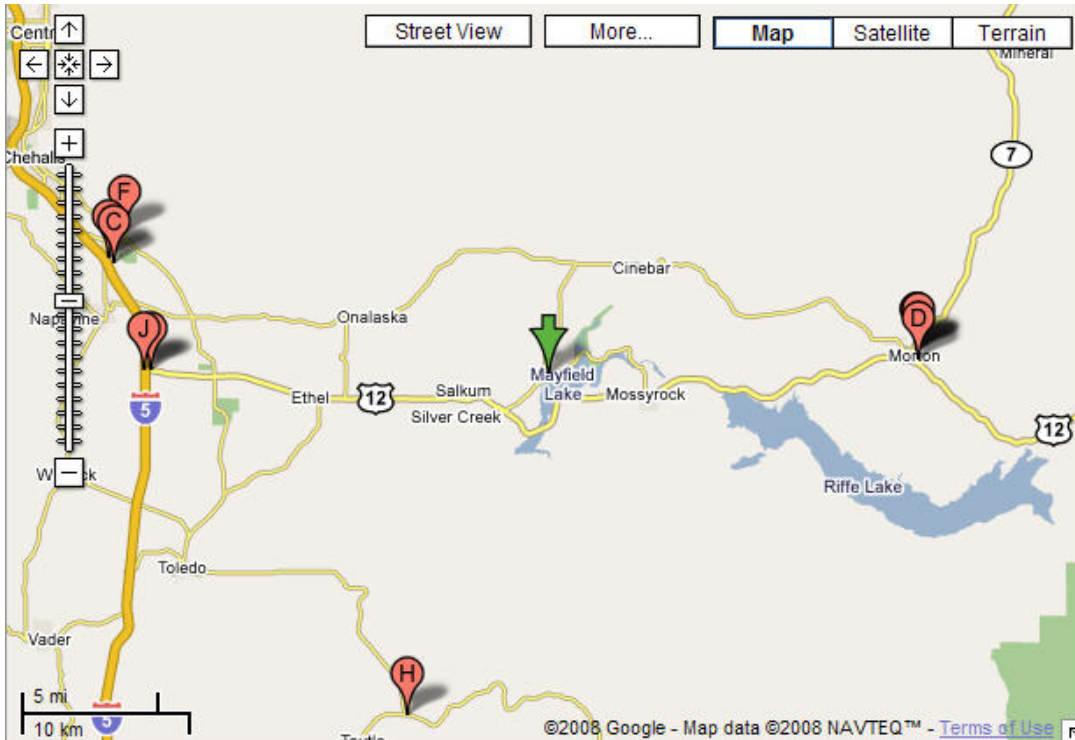 Street View
More...
Map
Satellite
Terrain
Mineral
7
F
C
Cinebar
Onalaska
J
D
Morton
Mayfield
Lake
Ethel
12
Salkum
Silver Creek
Mossyrock
5
12
Riffe Lake
Toledo
Vader
H
5 mi
10 km
5
©2008 Google - Map data ©2008 NAVTEQ™ - Terms of Use